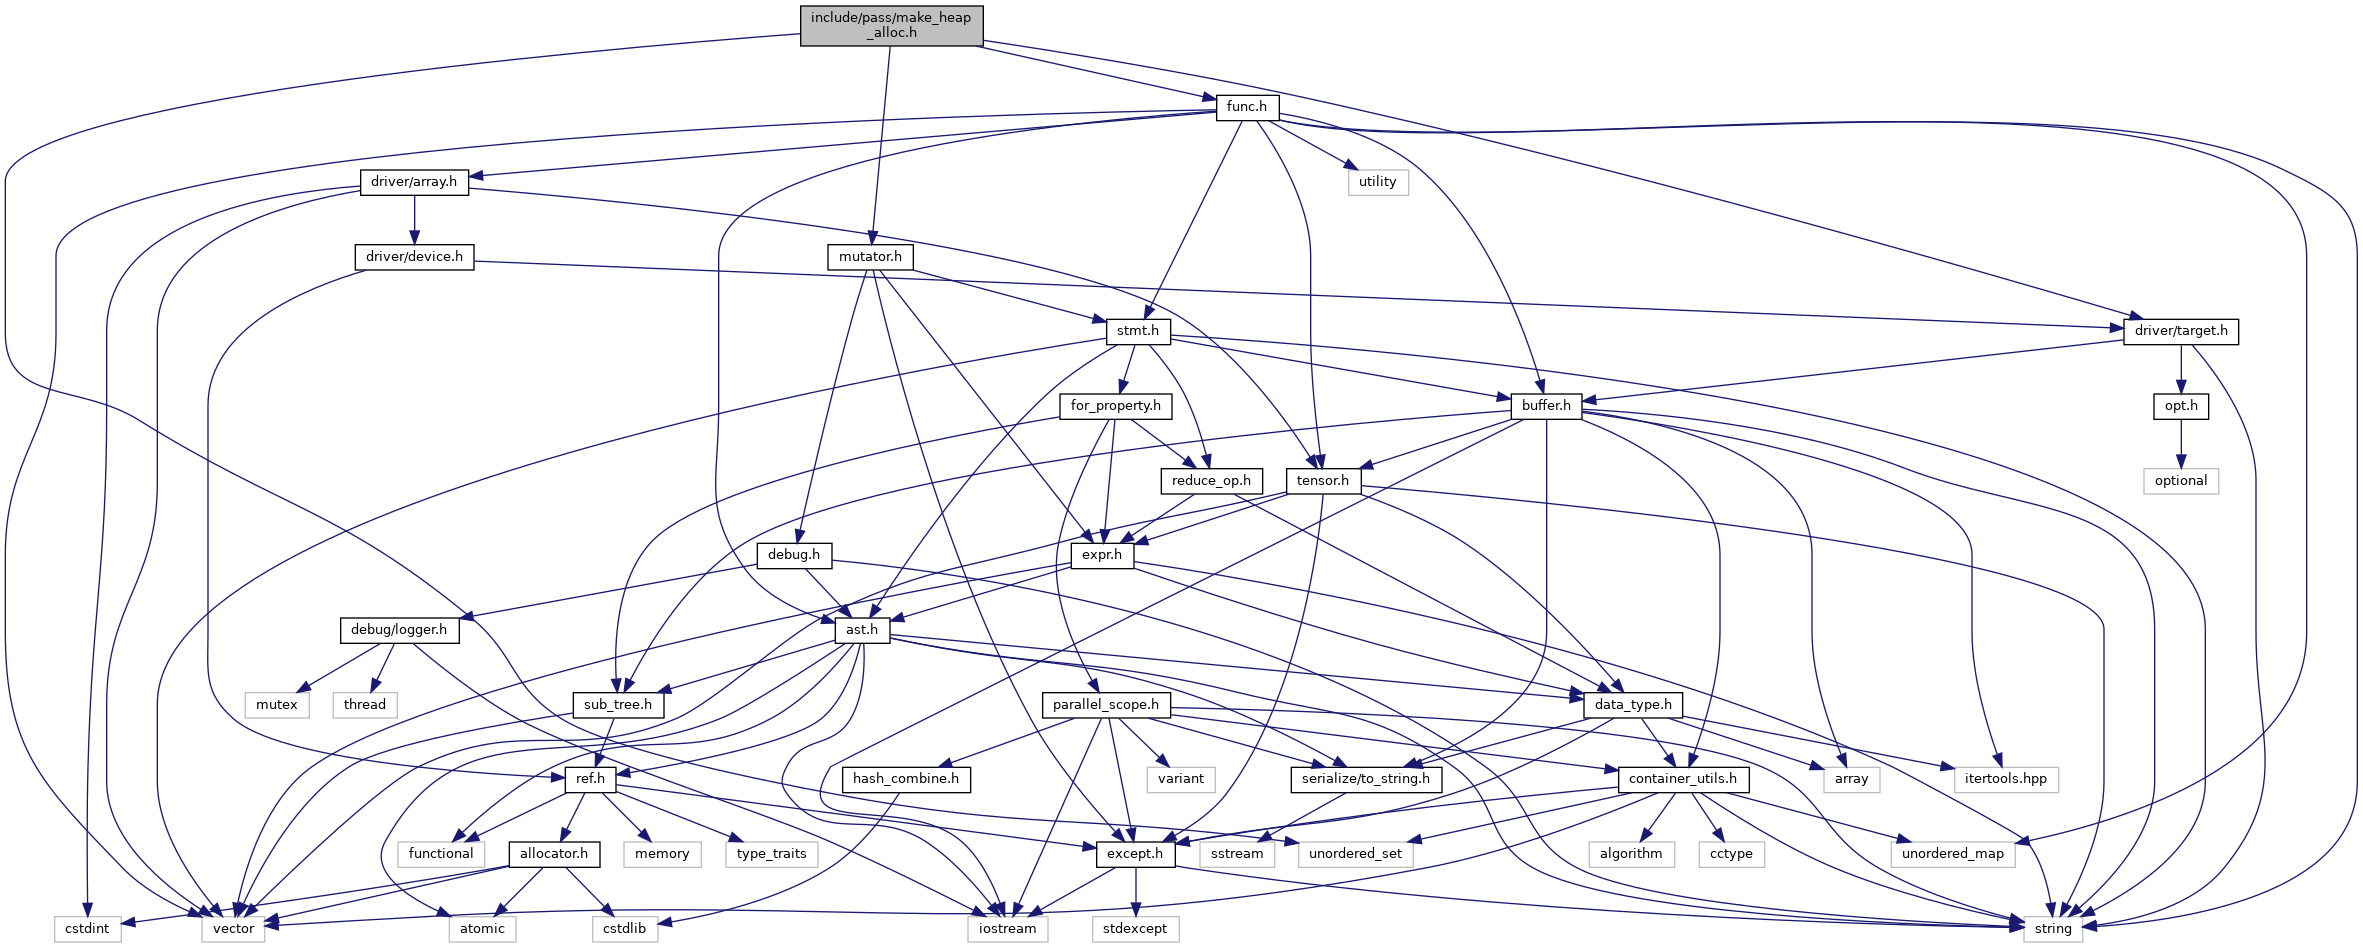 include/pass/make_heap
_alloc.h
func.h
driver/array.h
utility
driver/device.h
mutator.h
stmt.h
driver/target.h
for_property.h
buffer.h
opt.h
reduce_op.h
tensor.h
optional
debug.h
expr.h
debug/logger.h
ast.h
mutex
thread
sub_tree.h
parallel_scope.h
data_type.h
ref.h
hash_combine.h
variant
serialize/to_string.h
container_utils.h
array
itertools.hpp
functional
allocator.h
memory
type_traits
except.h
sstream
unordered_set
algorithm
cctype
unordered_map
cstdint
vector
atomic
cstdlib
iostream
stdexcept
string